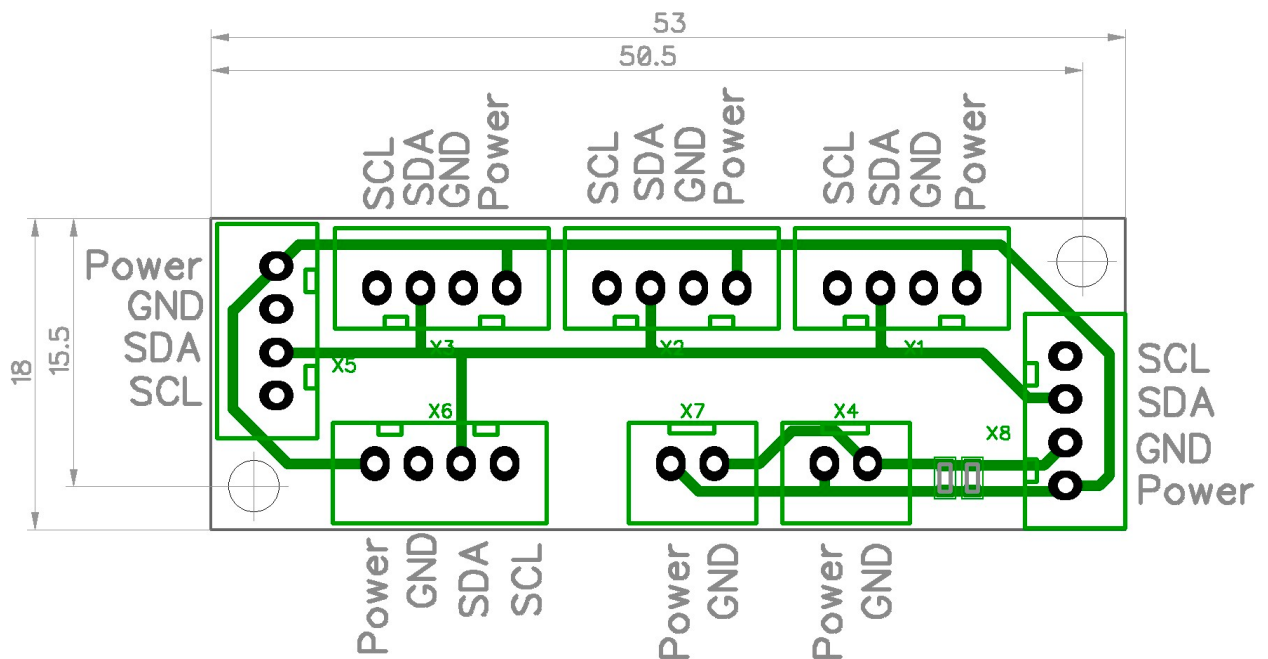 53
50.5
SCL
SDA
GND
Power
SCL
SDA
GND
Power
SCL
SDA
GND
Power
18
15.5
Power
GND
SDA
SCL
X5
X3
X2
X1
SCL
SDA
GND
Power
X6
X7
X4
X8
Power
GND
SDA
SCL
Power
GND
Power
GND